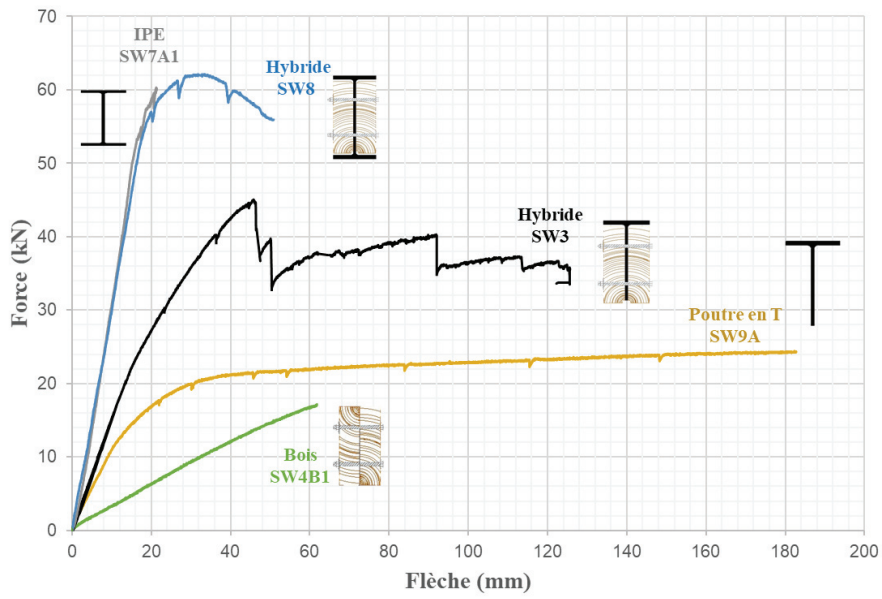 70
60
50
40
30
20
10
0
Force (kN)
IPE
SW7A1
Hybride
SW8
Hybride
SW3
Poutre en T
SW9A
Bois
SW4B1
0 20 40 60 80 100 120 140 160 180 200
Flèche (mm)